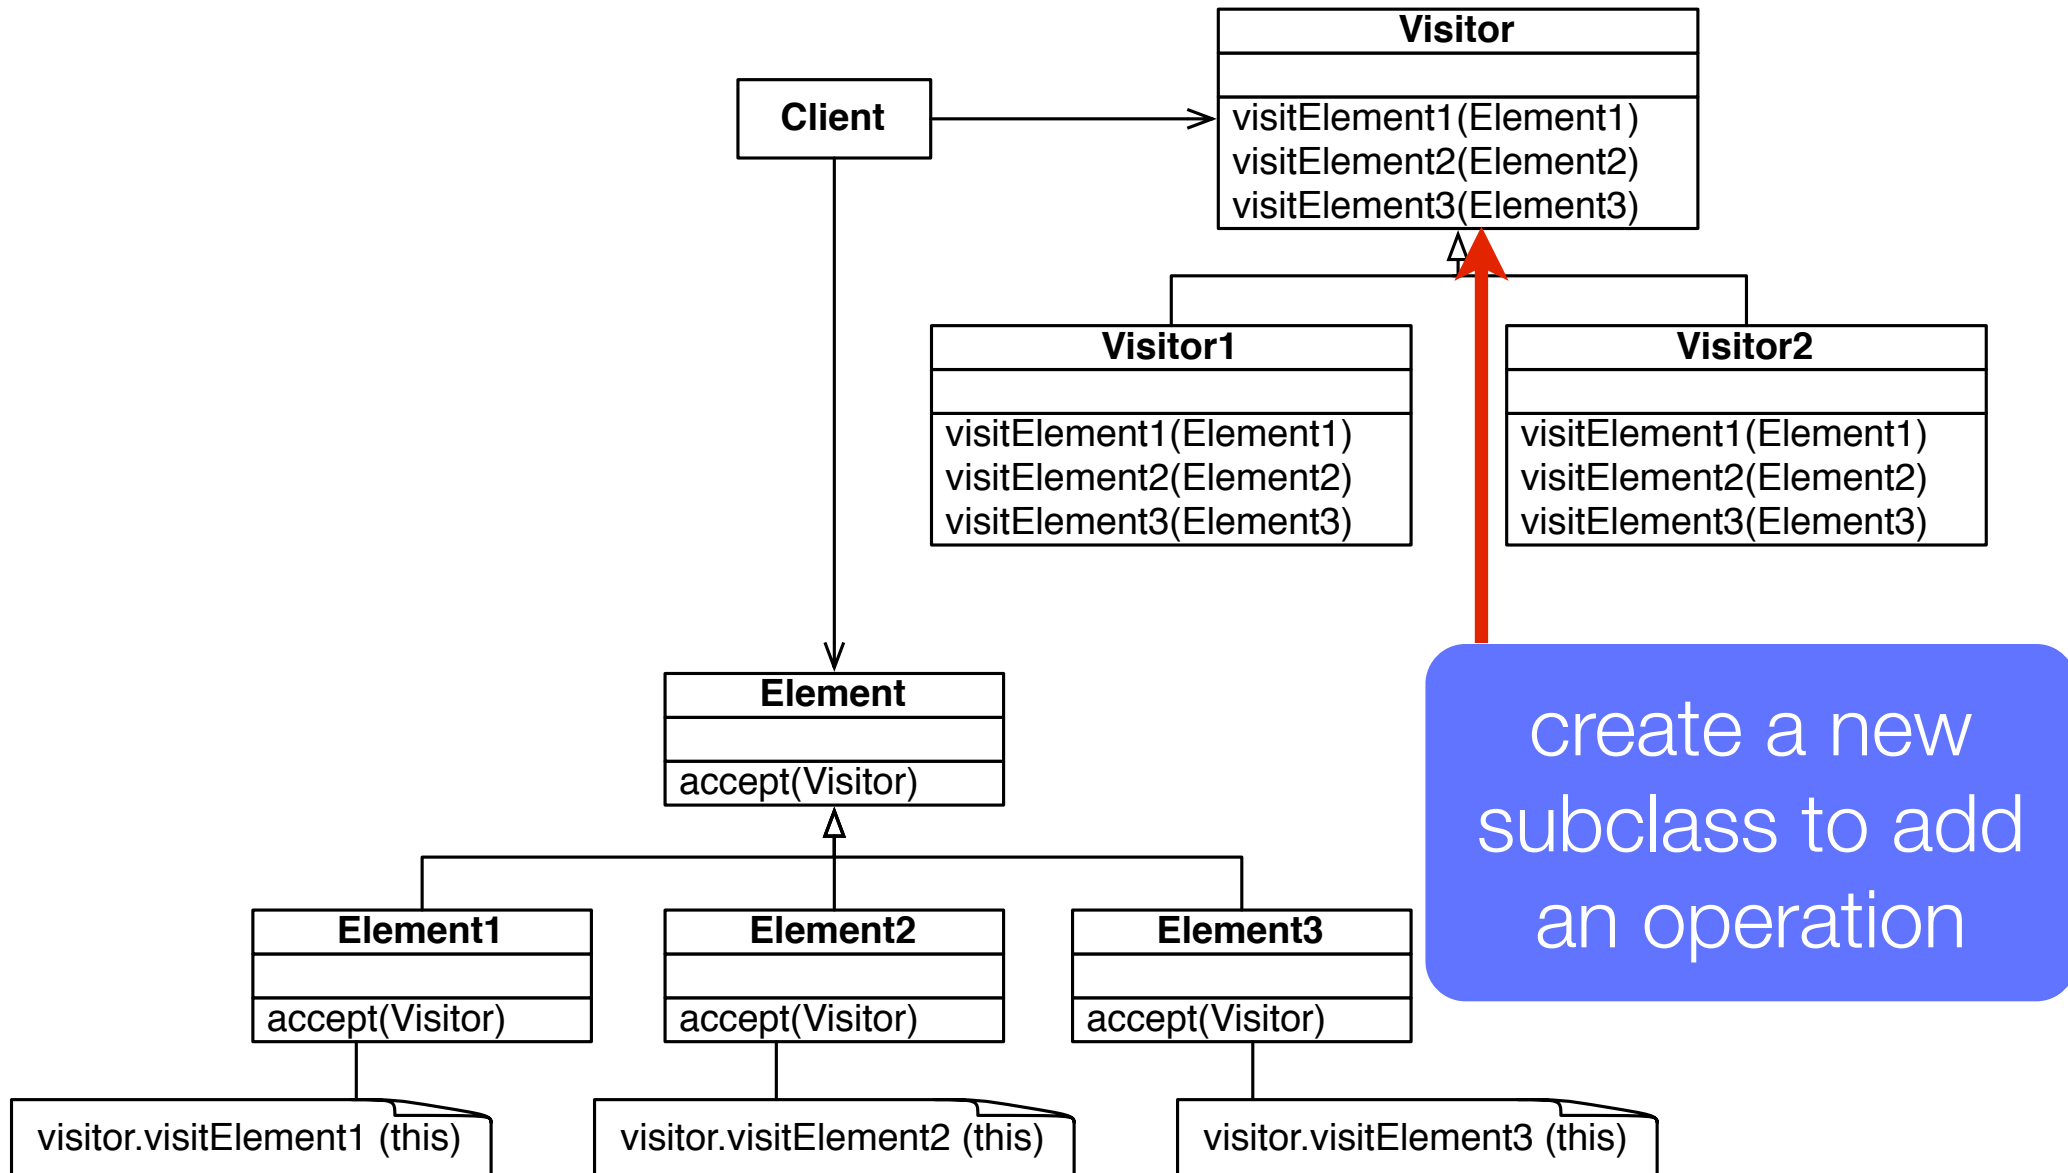 Visitor
Client
visitElement1(Element1)
visitElement2(Element2)
visitElement3(Element3)
Visitor1
visitElement1(Element1)
visitElement2(Element2)
visitElement3(Element3)
Visitor2
visitElement1(Element1)
visitElement2(Element2)
visitElement3(Element3)
Element
accept(Visitor)
create a new
subclass to add
an operation
Element1
accept(Visitor)
Element2
accept(Visitor)
Element3
accept(Visitor)
visitor.visitElement1 (this)
visitor.visitElement2 (this)
visitor.visitElement3 (this)